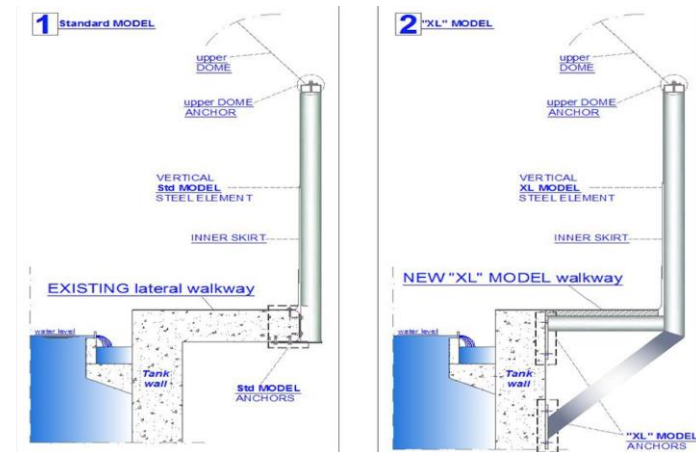 1 Standard MODEL
upper
DOME
upper DOME
ANCHOR
VERTICAL
Std MODEL
STEEL ELEMENT
INNER SKIRT
EXISTING lateral walkway
water level
Tank
wall
Std MODEL
ANCHORS
2 "XL" MODEL
upper
DOME
upper DOME
ANCHOR
VERTICAL
XL MODEL
STEEL ELEMENT
INNER SKIRT
NEW "XL" MODEL walkway
water level
Tank
wall
"XL" MODEL
ANCHORS